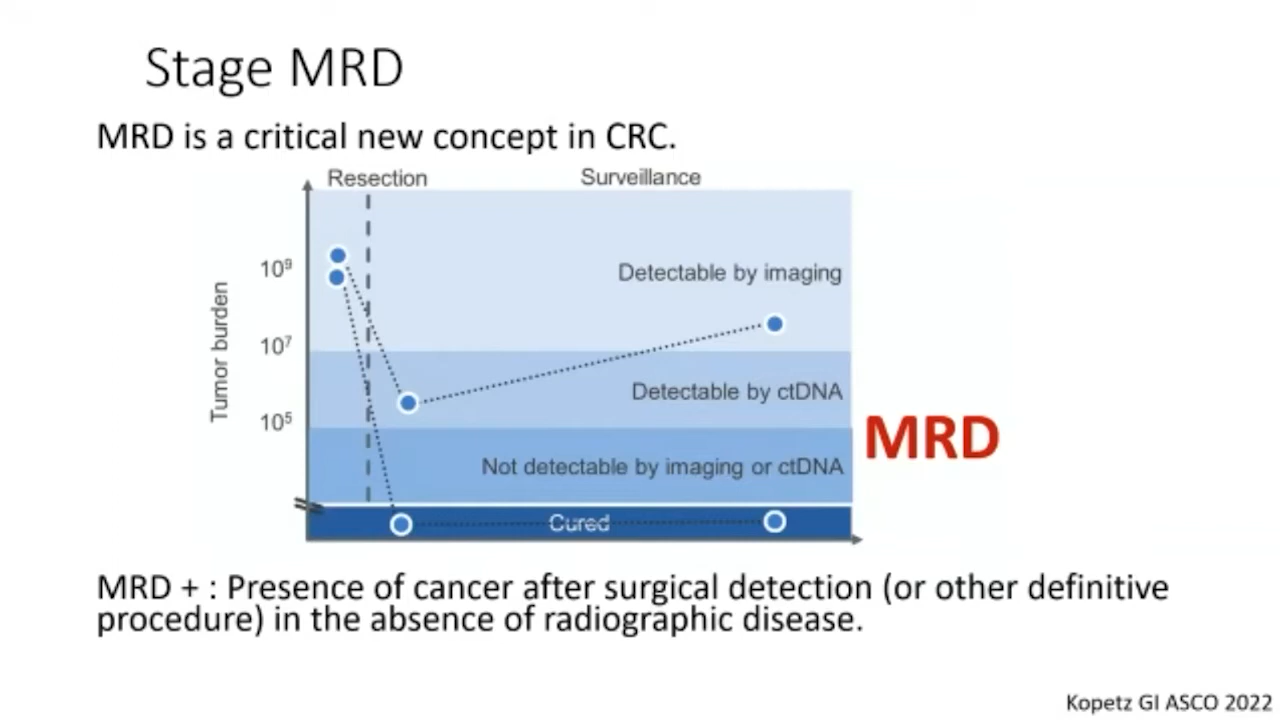 Stage MRD
MRD is a critical new concept in CRC.
Resection
Surveillance
Tumor burden
10⁹
10⁷
10⁵
Detectable by imaging
Detectable by ctDNA
Not detectable by imaging or ctDNA
Cured
MRD
MRD + : Presence of cancer after surgical detection (or other definitive
procedure) in the absence of radiographic disease.
Kopetz GI ASCO 2022